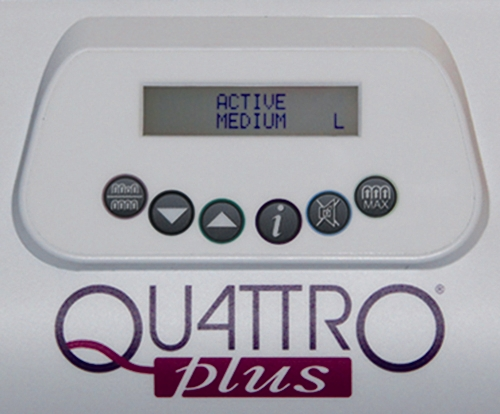 ACTIVE
MEDIUM L
i
MAX
QU4TTRO®
plus